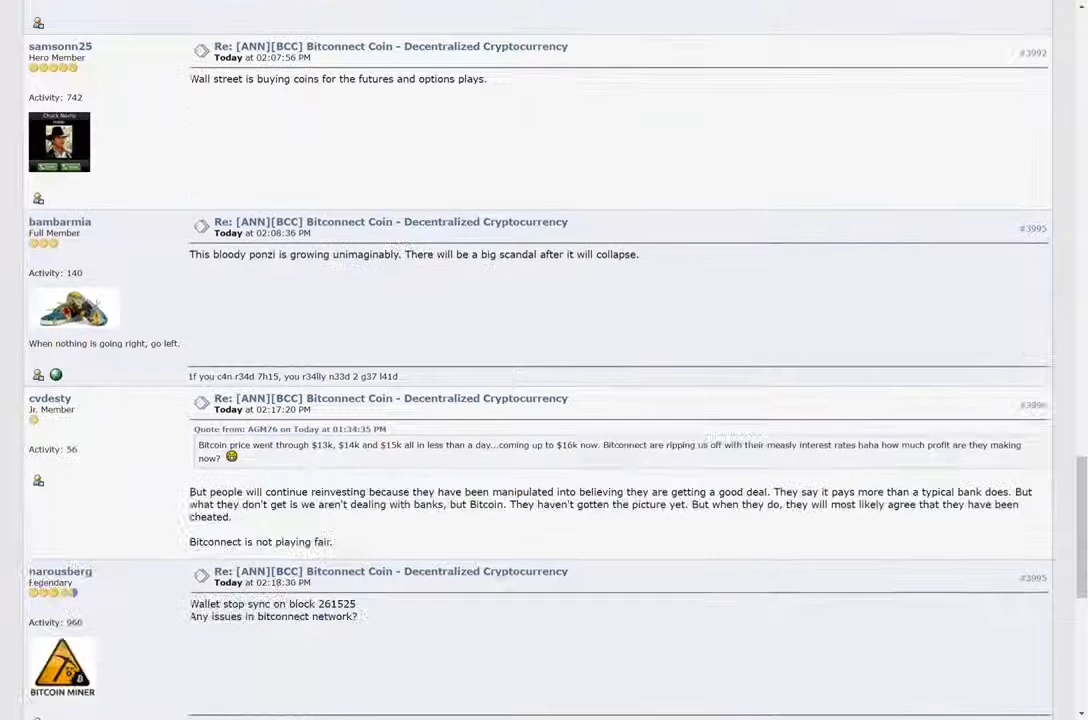 samsonn25
Hero Member
Activity: 742
Chuck Norris
Re: [ANN][BCC] Bitconnect Coin - Decentralized Cryptocurrency
Today at 02:07:56 PM
#3992
Wall street is buying coins for the futures and options plays.
bambarmia
Full Member
Activity: 140
When nothing is going right, go left.
Re: [ANN][BCC] Bitconnect Coin - Decentralized Cryptocurrency
Today at 02:08:36 PM
#3995
This bloody ponzi is growing unimaginably. There will be a big scandal after it will collapse.
If you c4n r34d 7h15, you r34lly n33d 2 g37 l41d
cvdesty
Jr. Member
Activity: 56
Re: [ANN][BCC] Bitconnect Coin - Decentralized Cryptocurrency
Today at 02:17:20 PM
Quote from: AGM76 on Today at 01:34:35 PM
Bitcoin price went through $13k, $14k and $15k all in less than a day...coming up to $16k now. Bitconnect are ripping us off with their measly interest rates haha how much profit are they making
now?
But people will continue reinvesting because they have been manipulated into believing they are getting a good deal. They say it pays more than a typical bank does. But
what they don't get is we aren't dealing with banks, but Bitcoin. They haven't gotten the picture yet. But when they do, they will most likely agree that they have been
cheated.
Bitconnect is not playing fair.
narousberg
Legendary
Activity: 960
BITCOIN MINER
Re: [ANN][BCC] Bitconnect Coin - Decentralized Cryptocurrency
Today at 02:18:30 PM
#3995
Wallet stop sync on block 261525
Any issues in bitconnect network?